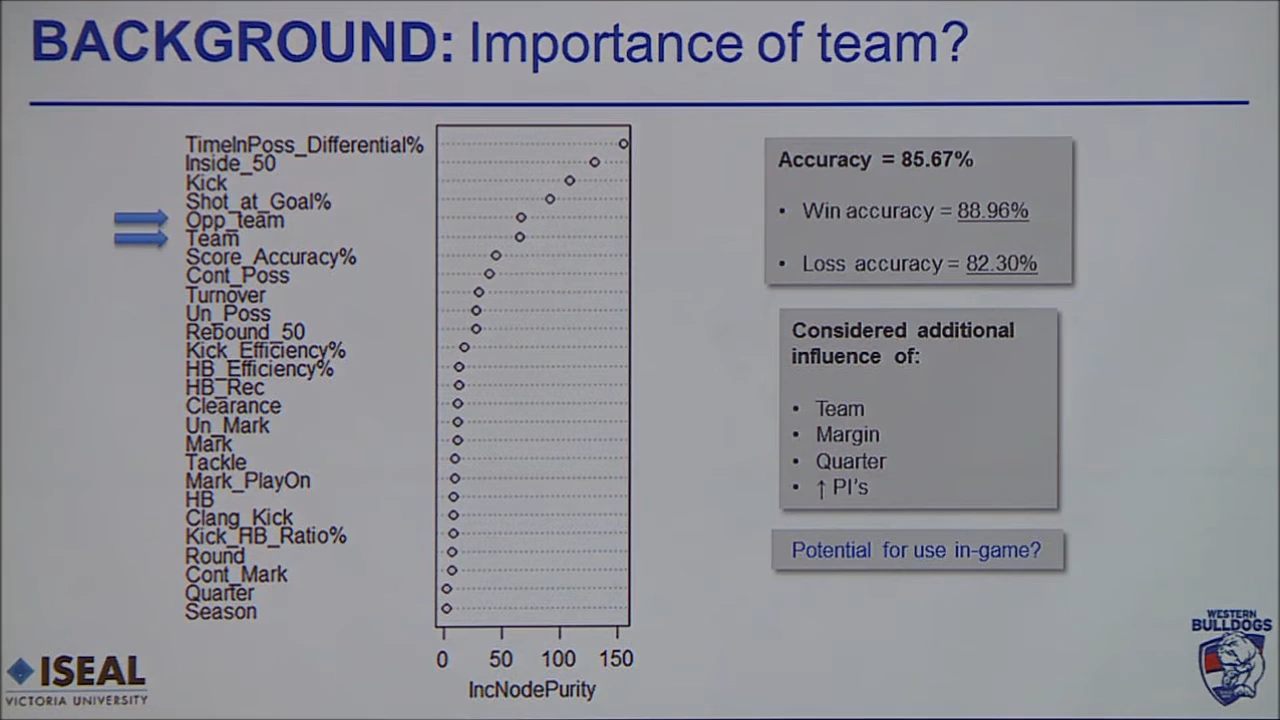 BACKGROUND: Importance of team?
TimeInPoss_Differential%
Inside_50
Kick
Shot_at_Goal%
Opp_team
Team
Score_Accuracy%
Cont_Poss
Turnover
Un_Poss
Rebound_50
Kick_Efficiency%
HB_Efficiency%
HB_Rec
Clearance
Un_Mark
Mark
Tackle
Mark_PlayOn
HB
Clang_Kick
Kick_HB_Ratio%
Round
Cont_Mark
Quarter
Season
0 50 100 150
IncNodePurity
Accuracy = 85.67%
• Win accuracy = 88.96%
• Loss accuracy = 82.30%
Considered additional
influence of:
• Team
• Margin
• Quarter
• ↑ PI's
Potential for use in-game?
ISEAL
VICTORIA UNIVERSITY
WESTERN
BULLDOGS